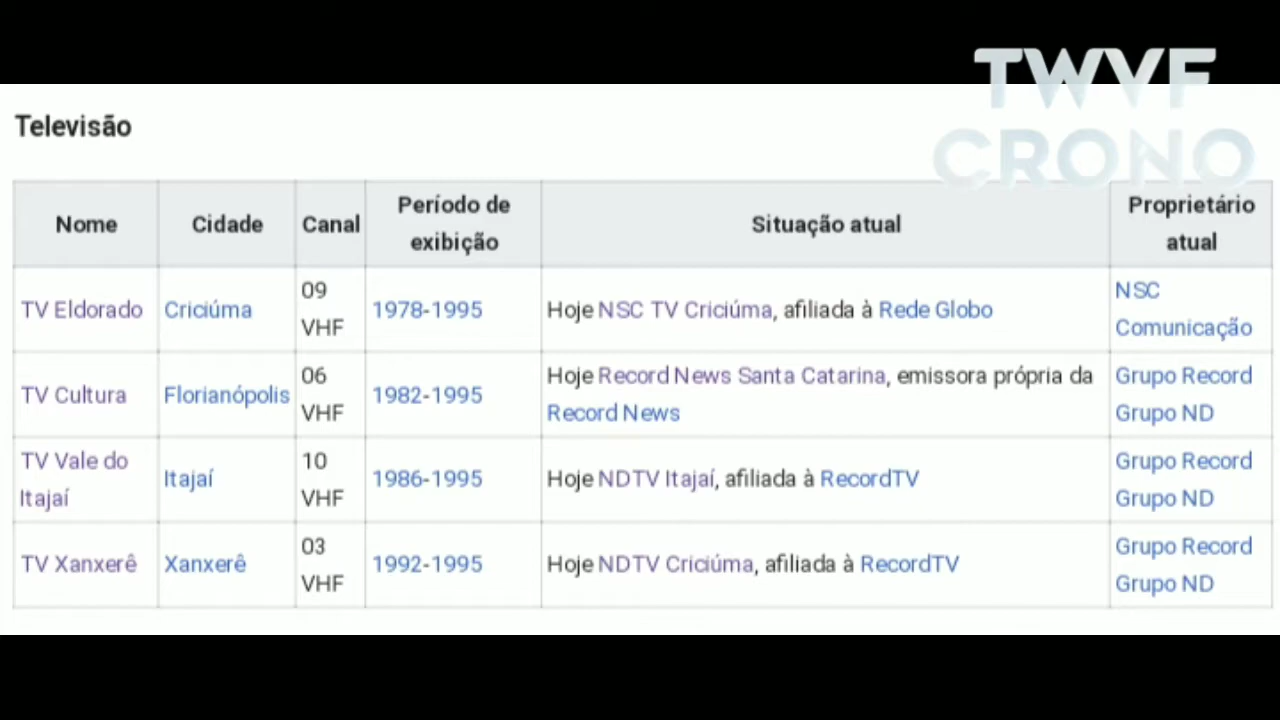 TWVF
CRONO
Televisão
Nome Cidade Canal Período de exibição Situação atual Proprietário atual
TV Eldorado Criciúma 09 VHF 1978-1995 Hoje NSC TV Criciúma, afiliada à Rede Globo NSC Comunicação
TV Cultura Florianópolis 06 VHF 1982-1995 Hoje Record News Santa Catarina, emissora própria da Record News Grupo Record Grupo ND
TV Vale do Itajaí Itajaí 10 VHF 1986-1995 Hoje NDTV Itajaí, afiliada à RecordTV Grupo Record Grupo ND
TV Xanxerê Xanxerê 03 VHF 1992-1995 Hoje NDTV Criciúma, afiliada à RecordTV Grupo Record Grupo ND